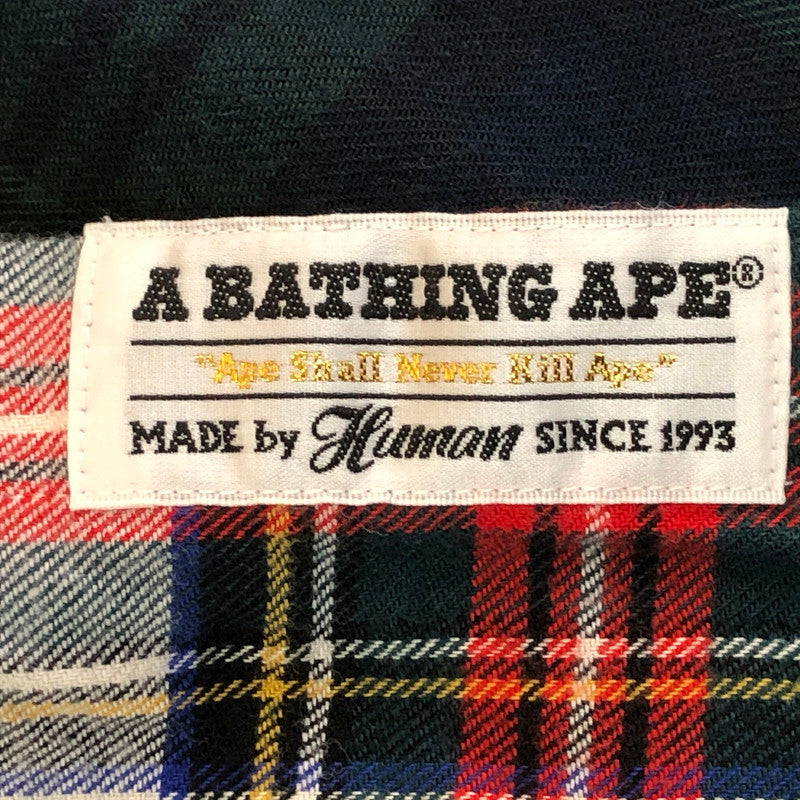 A BATHING APE®
"Ape Shall Never Kill Ape"
MADE by Human SINCE 1993